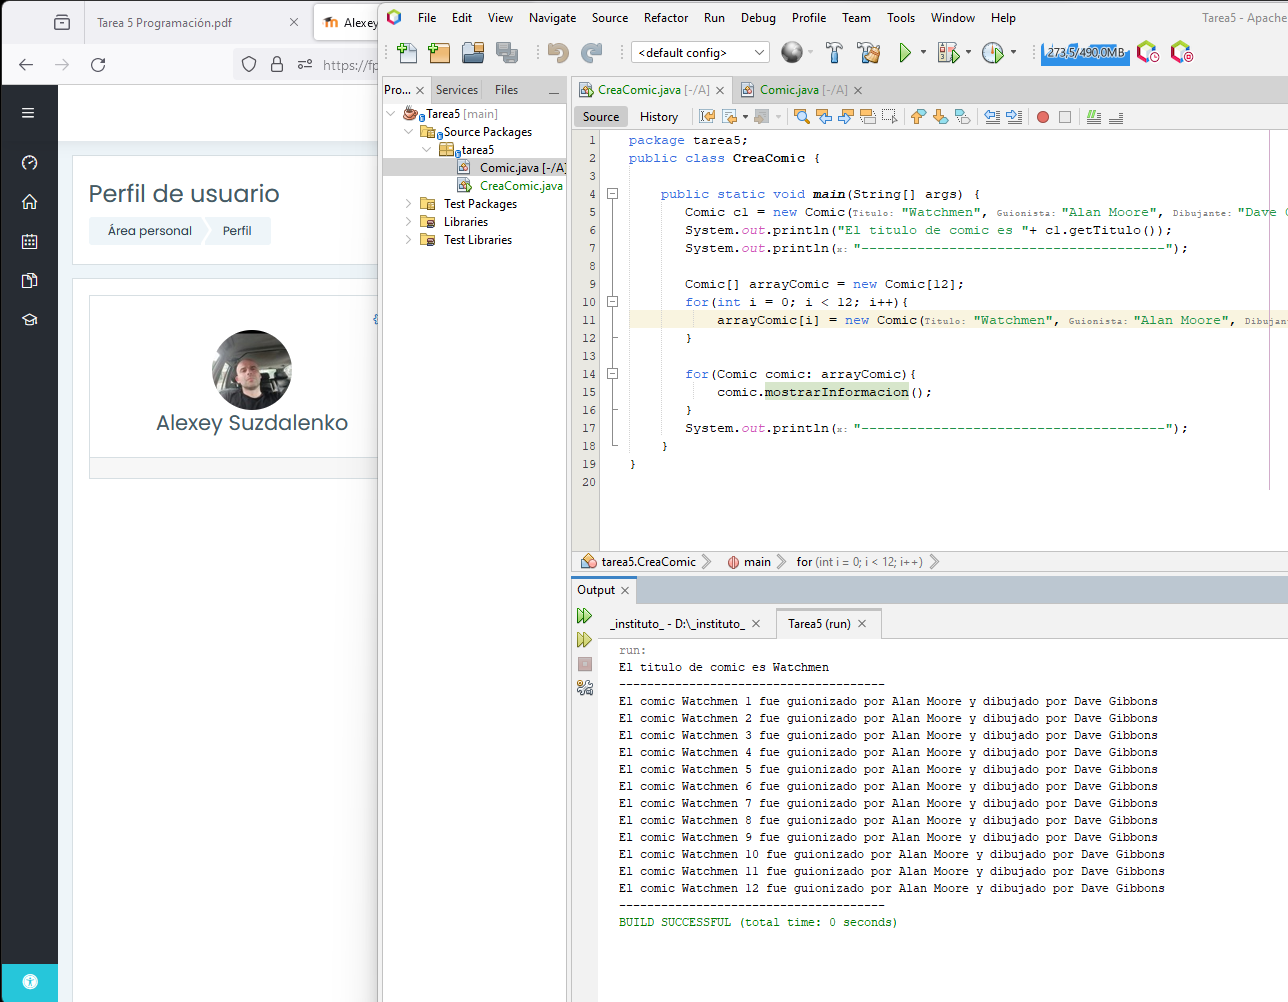 Tarea 5 Programación.pdf
Alexey
https://fp
Perfil de usuario
Área personal
Perfil
Alexey Suzdalenko
File Edit View Navigate Source Refactor Run Debug Profile Team Tools Window Help
Tarea5 - Apache
<default config>
273,5/490,0MB
Pro... Services Files
Tarea5 [main]
Source Packages
tarea5
Comic.java [-/A]
CreaComic.java
Test Packages
Libraries
Test Libraries
CreaComic.java [-/A]
Comic.java [-/A]
Source History
1 package tarea5;
2 public class CreaComic {
3
4 public static void main(String[] args) {
5 Comic c1 = new Comic(Titulo: "Watchmen", Guionista: "Alan Moore", Dibujante: "Dave G
6 System.out.println("El titulo de comic es "+ c1.getTitulo());
7 System.out.println(x: "--------------------------------------");
8
9 Comic[] arrayComic = new Comic[12];
10 for(int i = 0; i < 12; i++){
11 arrayComic[i] = new Comic(Titulo: "Watchmen", Guionista: "Alan Moore", Dibujant
12 }
13
14 for(Comic comic: arrayComic){
15 comic.mostrarInformacion();
16 }
17 System.out.println(x: "--------------------------------------");
18 }
19 }
20
tarea5.CreaComic
main
for (int i = 0; i < 12; i++)
Output
_instituto_ - D:\_instituto_
Tarea5 (run)
run:
El titulo de comic es Watchmen
--------------------------------------
El comic Watchmen 1 fue guionizado por Alan Moore y dibujado por Dave Gibbons
El comic Watchmen 2 fue guionizado por Alan Moore y dibujado por Dave Gibbons
El comic Watchmen 3 fue guionizado por Alan Moore y dibujado por Dave Gibbons
El comic Watchmen 4 fue guionizado por Alan Moore y dibujado por Dave Gibbons
El comic Watchmen 5 fue guionizado por Alan Moore y dibujado por Dave Gibbons
El comic Watchmen 6 fue guionizado por Alan Moore y dibujado por Dave Gibbons
El comic Watchmen 7 fue guionizado por Alan Moore y dibujado por Dave Gibbons
El comic Watchmen 8 fue guionizado por Alan Moore y dibujado por Dave Gibbons
El comic Watchmen 9 fue guionizado por Alan Moore y dibujado por Dave Gibbons
El comic Watchmen 10 fue guionizado por Alan Moore y dibujado por Dave Gibbons
El comic Watchmen 11 fue guionizado por Alan Moore y dibujado por Dave Gibbons
El comic Watchmen 12 fue guionizado por Alan Moore y dibujado por Dave Gibbons
--------------------------------------
BUILD SUCCESSFUL (total time: 0 seconds)